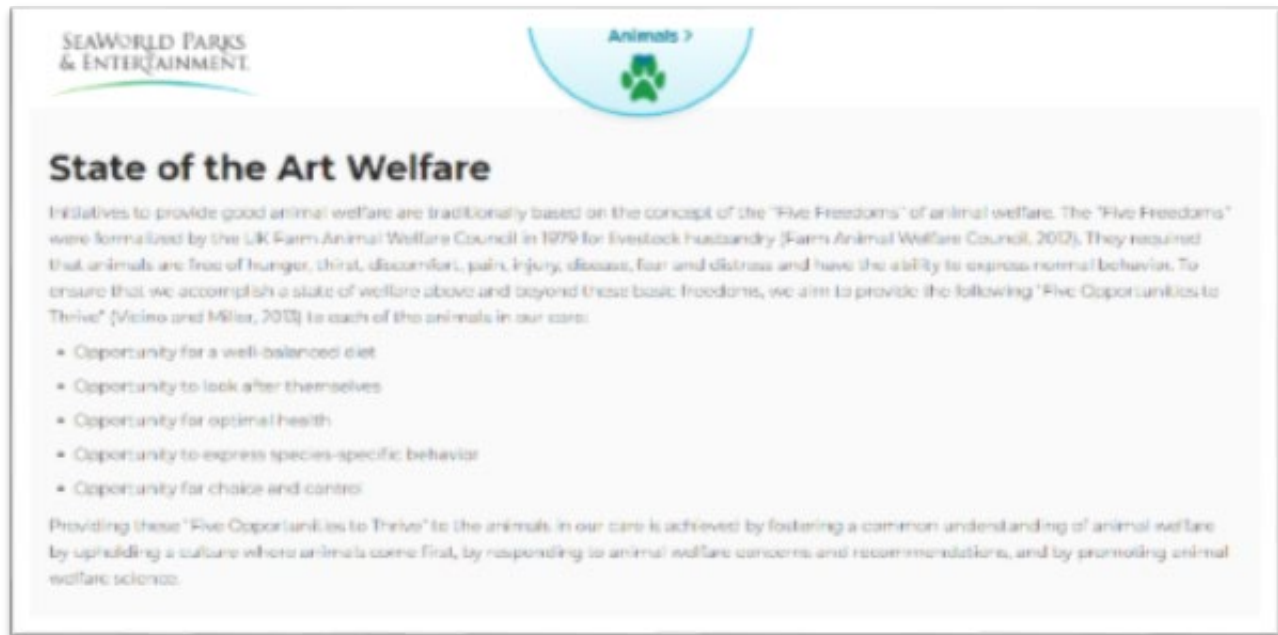 SEAWORLD PARKS
& ENTERTAINMENT.
Animals >
State of the Art Welfare
Initiatives to provide good animal welfare are traditionally based on the concept of the "Five Freedoms" of animal welfare. The "Five Freedoms"
were formalized by the UK Farm Animal Welfare Council in 1979 for livestock husbandry (Farm Animal Welfare Council, 2012). They required
that animals are free of hunger, thirst, discomfort, pain, injury, disease, fear and distress and have the ability to express normal behavior. To
ensure that we accomplish a state of welfare above and beyond these basic freedoms, we aim to provide the following "Five Opportunities to
Thrive" (Vicino and Miller, 2013) to each of the animals in our care:
• Opportunity for a well-balanced diet
• Opportunity to look after themselves
• Opportunity for optimal health
• Opportunity to express species-specific behavior
• Opportunity for choice and control
Providing these "Five Opportunities to Thrive" to the animals in our care is achieved by fostering a common understanding of animal welfare
by upholding a culture where animals come first, by responding to animal welfare concerns and recommendations, and by promoting animal
welfare science.